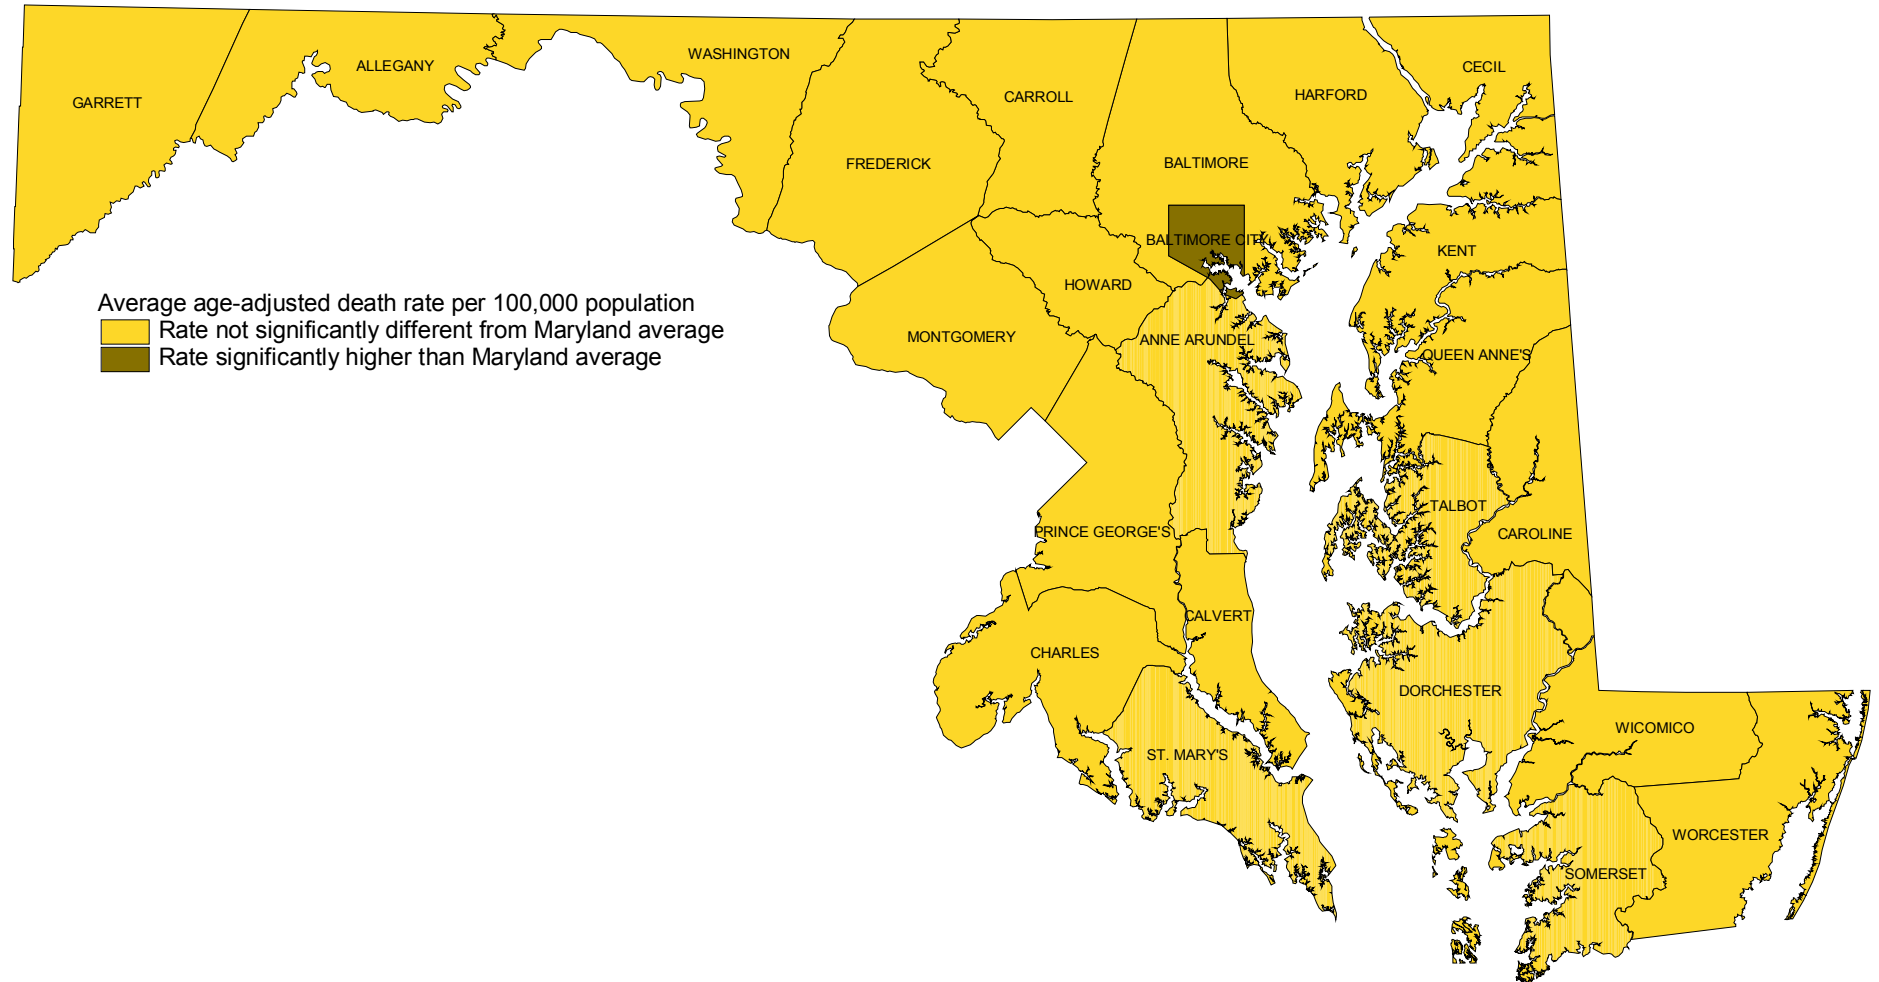 WASHINGTON
ALLEGANY
CECIL
GARRETT
CARROLL
HARFORD
FREDERICK
BALTIMORE
BALTIMORE CITY
KENT
HOWARD
Average age-adjusted death rate per 100,000 population
Rate not significantly different from Maryland average
Rate significantly higher than Maryland average
MONTGOMERY
ANNE ARUNDEL
QUEEN ANNE'S
TALBOT
PRINCE GEORGE'S
CAROLINE
CALVERT
CHARLES
DORCHESTER
WICOMICO
ST. MARY'S
WORCESTER
SOMERSET